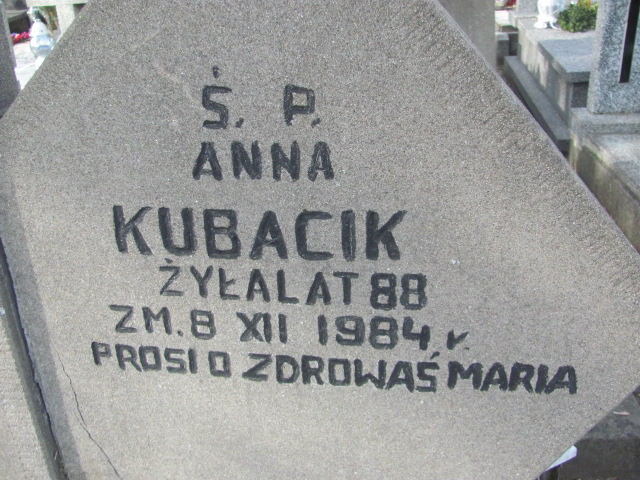 Ś. P.
ANNA
KUBACIK
ŻYŁA LAT 88
ZM. 8 XII 1984 r.
PROSI O ZDROWAŚ MARIA